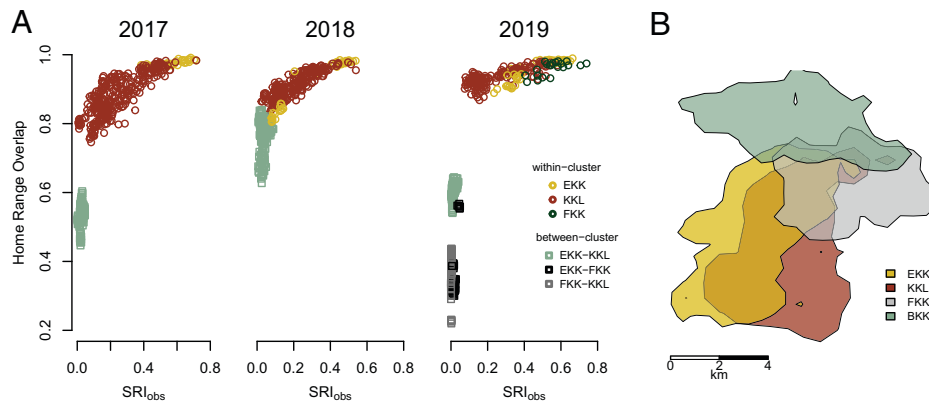 A
B
2017
2018
2019
Home Range Overlap
1.0
0.8
0.6
0.4
0.2
within−cluster
EKK
KKL
FKK
between−cluster
EKK−KKL
EKK−FKK
FKK−KKL
0.0 0.4 0.8
0.0 0.2 0.4 0.6 0.8
0.0 0.2 0.4 0.6 0.8
SRIobs
SRIobs
SRIobs
EKK
KKL
FKK
BKK
0 2 4
km